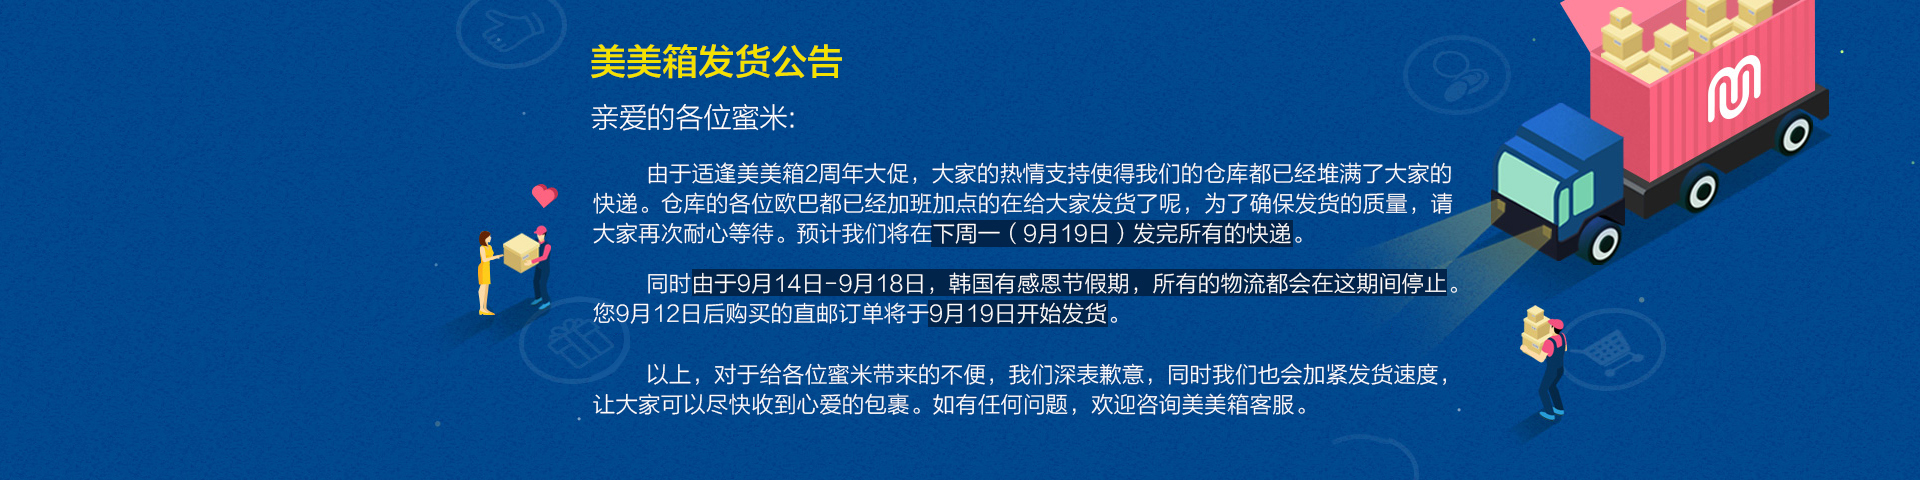 美美箱发货公告
亲爱的各位蜜米:
由于适逢美美箱2周年大促，大家的热情支持使得我们的仓库都已经堆满了大家的
快递。仓库的各位欧巴都已经加班加点的在给大家发货了呢，为了确保发货的质量，请
大家再次耐心等待。预计我们将在下周一（9月19日）发完所有的快递。
同时由于9月14日-9月18日，韩国有感恩节假期，所有的物流都会在这期间停止。
您9月12日后购买的直邮订单将于9月19日开始发货。
以上，对于给各位蜜米带来的不便，我们深表歉意，同时我们也会加紧发货速度，
让大家可以尽快收到心爱的包裹。如有任何问题，欢迎咨询美美箱客服。